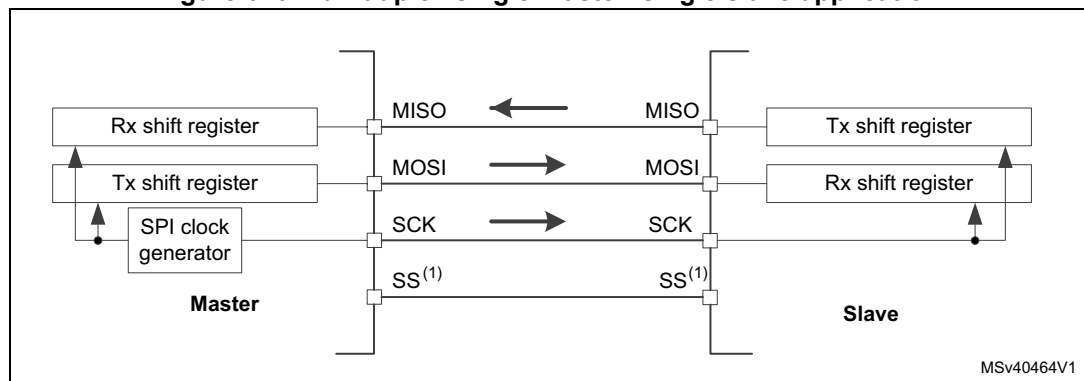 MISO
MISO
Rx shift register
Tx shift register
MOSI
MOSI
Tx shift register
Rx shift register
SPI clock
generator
SCK
SCK
SS(1)
SS(1)
Master
Slave
MSv40464V1